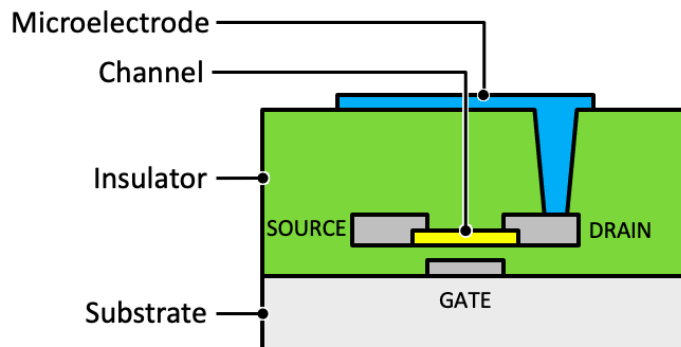 Microelectrode
Channel
Insulator
SOURCE
DRAIN
GATE
Substrate